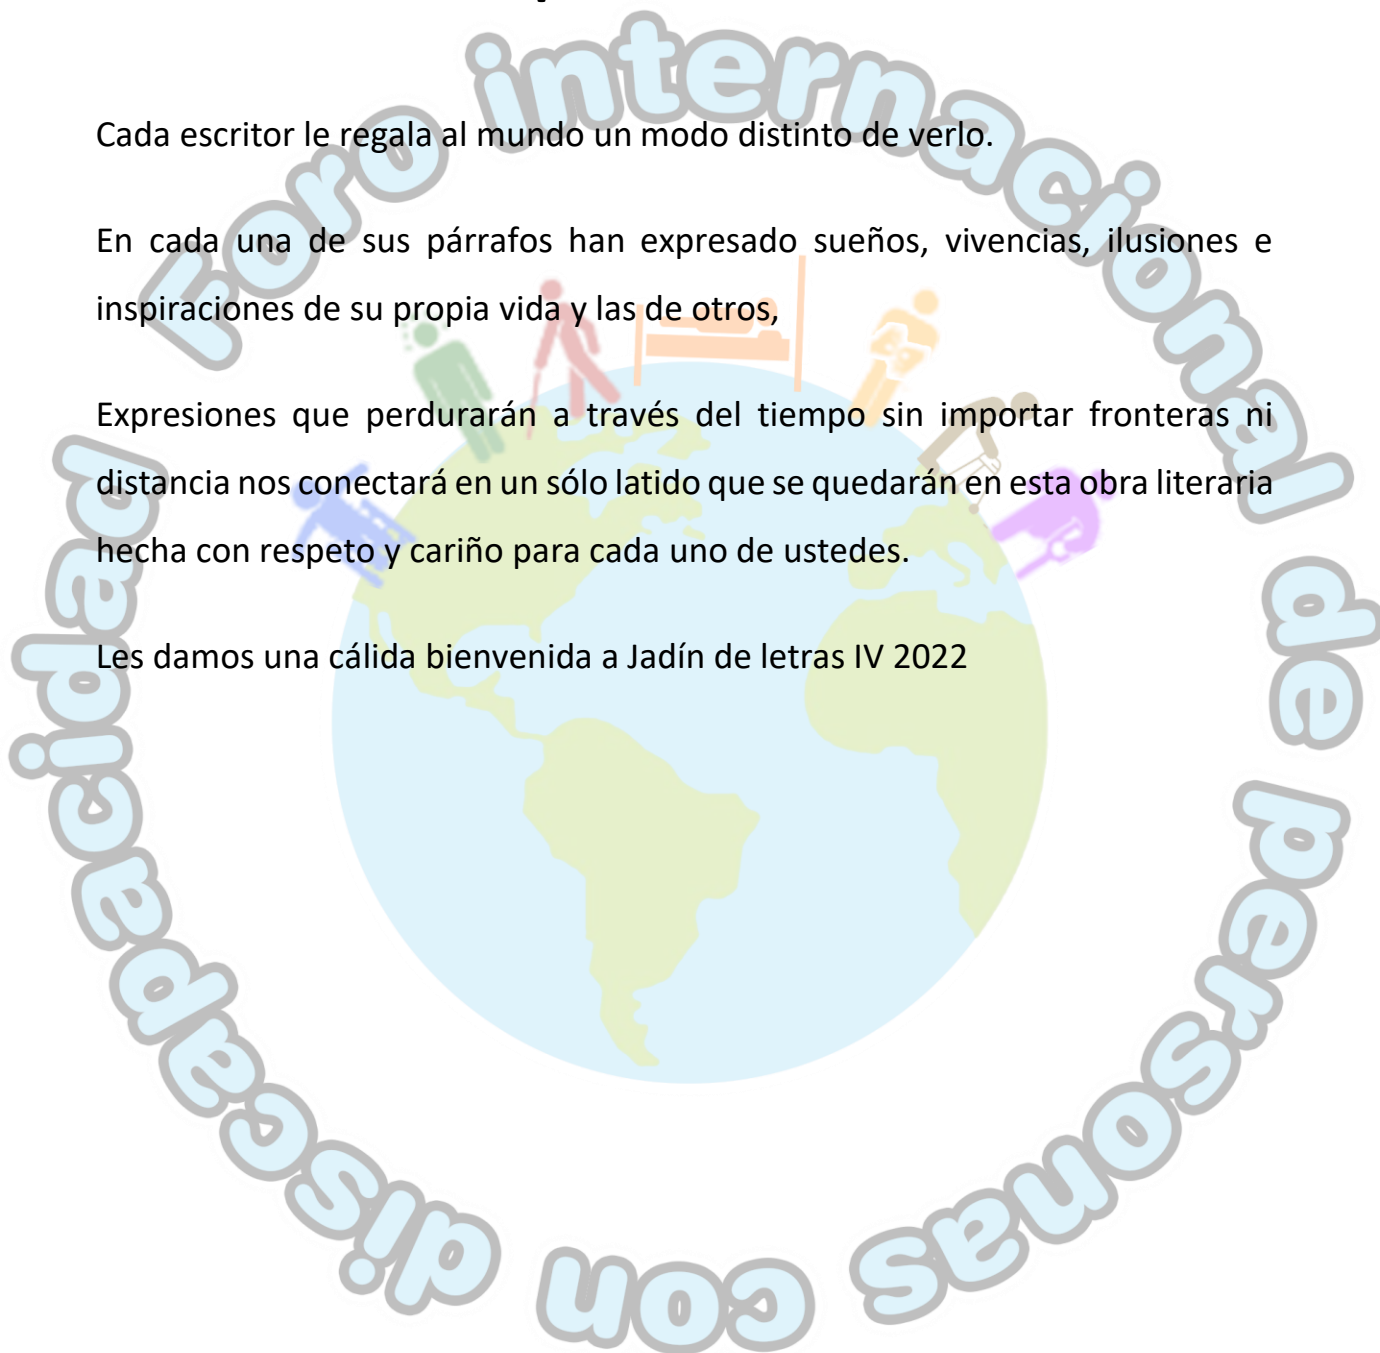 Cada escritor le regala al mundo un modo distinto de verlo.
En cada una de sus párrafos han expresado sueños, vivencias, ilusiones e
inspiraciones de su propia vida y las de otros,
Expresiones que perdurarán a través del tiempo sin importar fronteras ni
distancia nos conectará en un sólo latido que se quedarán en esta obra literaria
hecha con respeto y cariño para cada uno de ustedes.
Les damos una cálida bienvenida a Jadín de letras IV 2022
Foro internacional de personas con discapacidad